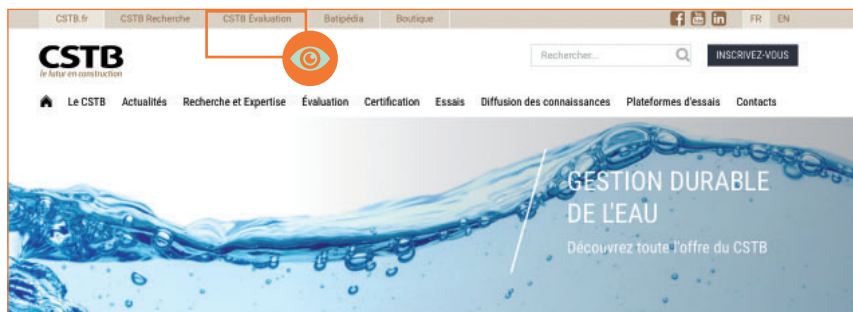 CSTB.fr CSTB Recherche CSTB Évaluation Batipédia Boutique FR EN
CSTB
le futur en construction
Rechercher... INSCRIVEZ-VOUS
Le CSTB Actualités Recherche et Expertise Évaluation Certification Essais Diffusion des connaissances Plateformes d'essais Contacts
GESTION DURABLE
DE L'EAU
Découvrez toute l'offre du CSTB